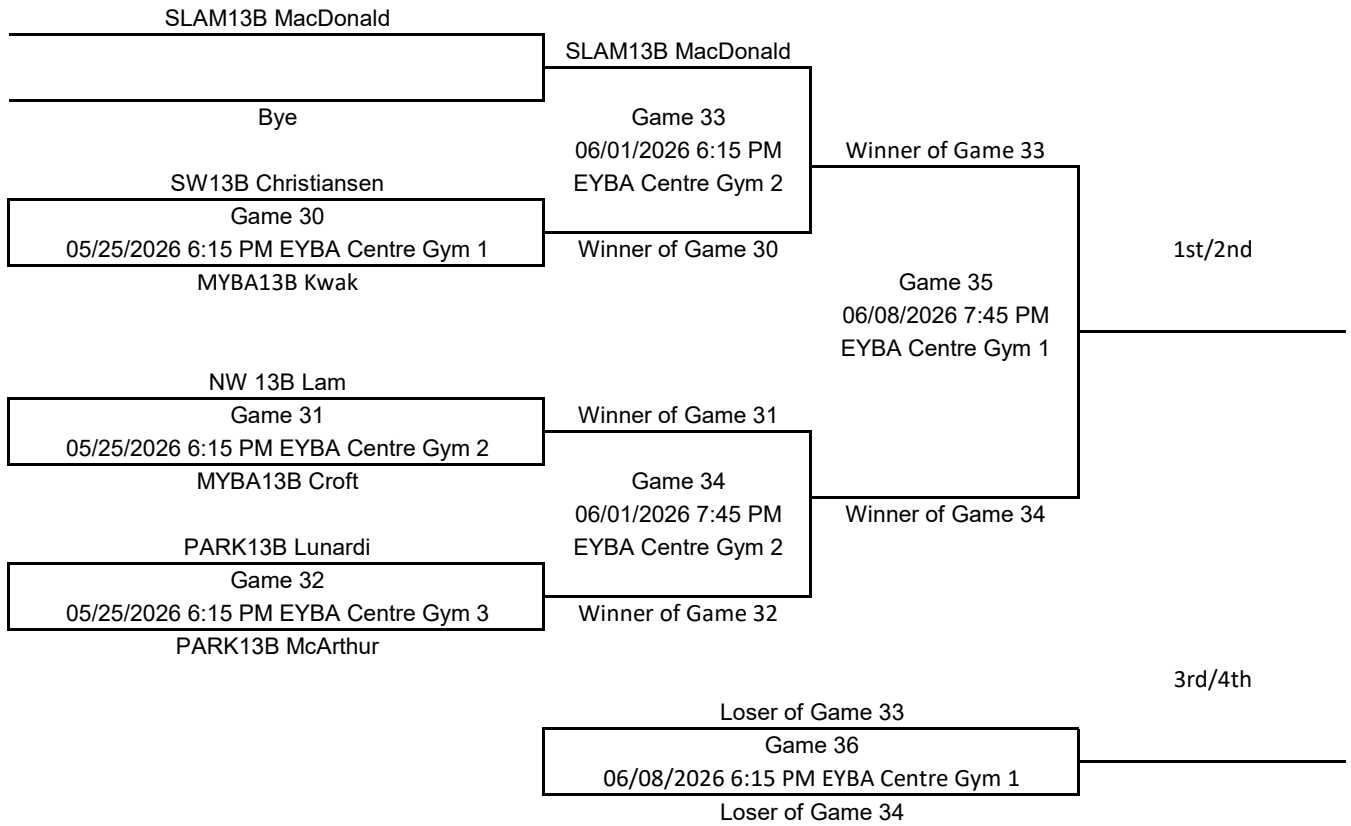 SLAM13B MacDonald
Bye
SW13B Christiansen
Game 30
05/25/2026 6:15 PM EYBA Centre Gym 1
MYBA13B Kwak
NW 13B Lam
Game 31
05/25/2026 6:15 PM EYBA Centre Gym 2
MYBA13B Croft
PARK13B Lunardi
Game 32
05/25/2026 6:15 PM EYBA Centre Gym 3
PARK13B McArthur
SLAM13B MacDonald
Game 33
06/01/2026 6:15 PM
EYBA Centre Gym 2
Winner of Game 30
Winner of Game 31
Game 34
06/01/2026 7:45 PM
EYBA Centre Gym 2
Winner of Game 32
Winner of Game 33
Game 35
06/08/2026 7:45 PM
EYBA Centre Gym 1
Winner of Game 34
1st/2nd
Loser of Game 33
Game 36
06/08/2026 6:15 PM EYBA Centre Gym 1
Loser of Game 34
3rd/4th